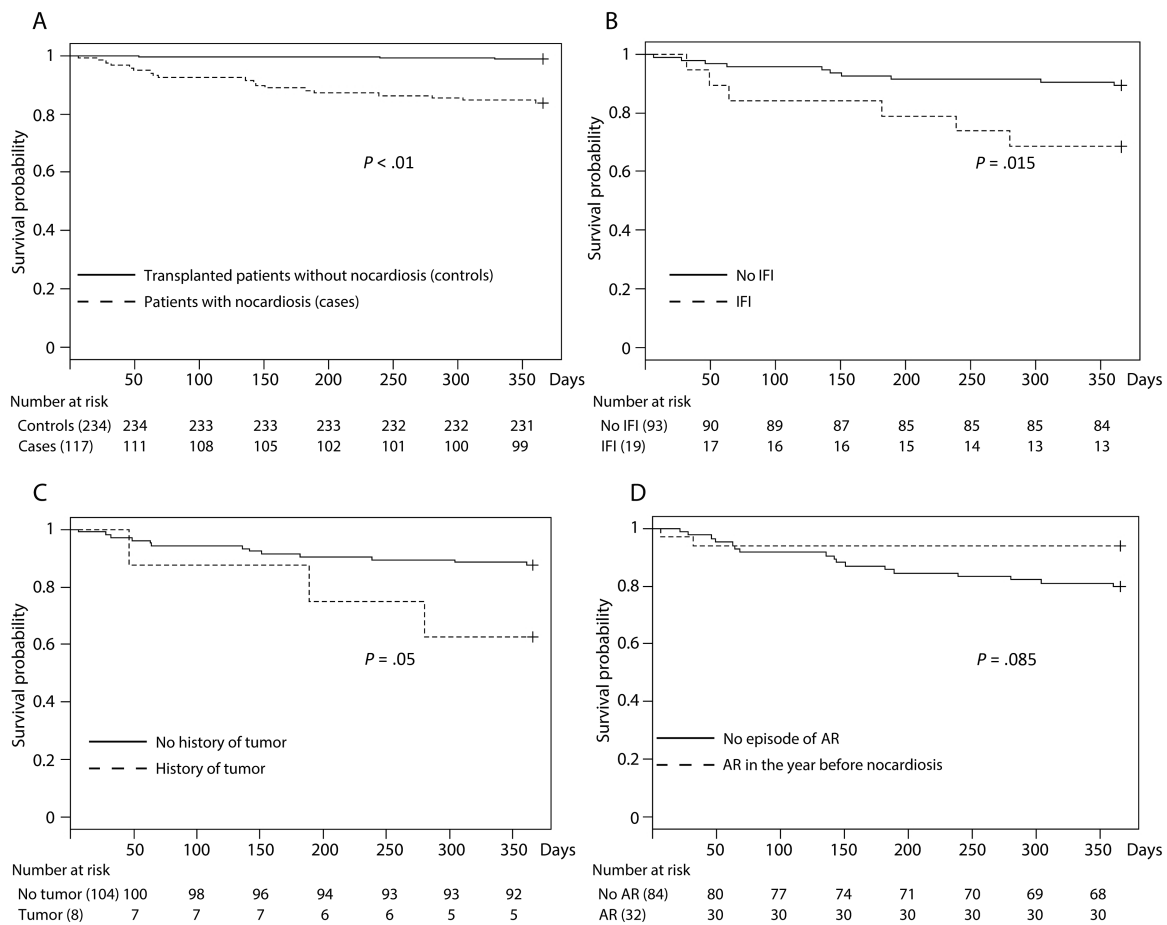 A
1
0.8
0.6
0.4
0.2
0
Survival probability
P < .01
Transplanted patients without nocardiosis (controls)
Patients with nocardiosis (cases)
50 100 150 200 250 300 350 Days
Number at risk
Controls (234) 234 233 233 233 232 232 231
Cases (117) 111 108 105 102 101 100 99
B
1
0.8
0.6
0.4
0.2
0
Survival probability
P = .015
No IFI
IFI
50 100 150 200 250 300 350 Days
Number at risk
No IFI (93) 90 89 87 85 85 85 84
IFI (19) 17 16 16 15 14 13 13
C
1
0.8
0.6
0.4
0.2
0
Survival probability
P = .05
No history of tumor
History of tumor
50 100 150 200 250 300 350 Days
Number at risk
No tumor (104) 100 98 96 94 93 93 92
Tumor (8) 7 7 7 6 6 5 5
D
1
0.8
0.6
0.4
0.2
0
Survival probability
P = .085
No episode of AR
AR in the year before nocardiosis
50 100 150 200 250 300 350 Days
Number at risk
No AR (84) 80 77 74 71 70 69 68
AR (32) 30 30 30 30 30 30 30